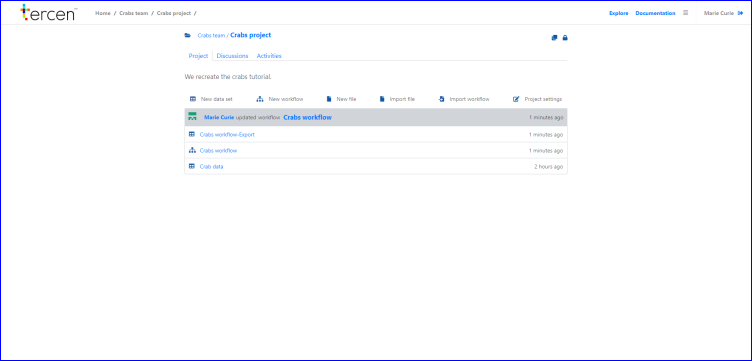 tercen
Home / Crabs team / Crabs project /
Explore Documentation Marie Curie
Crabs team / Crabs project
Project Discussions Activities
We recreate the crabs tutorial.
New data set New workflow New file Import file Import workflow Project settings
Marie Curie updated workflow Crabs workflow 1 minutes ago
Crabs workflow-Export 1 minutes ago
Crabs workflow 1 minutes ago
Crab data 2 hours ago